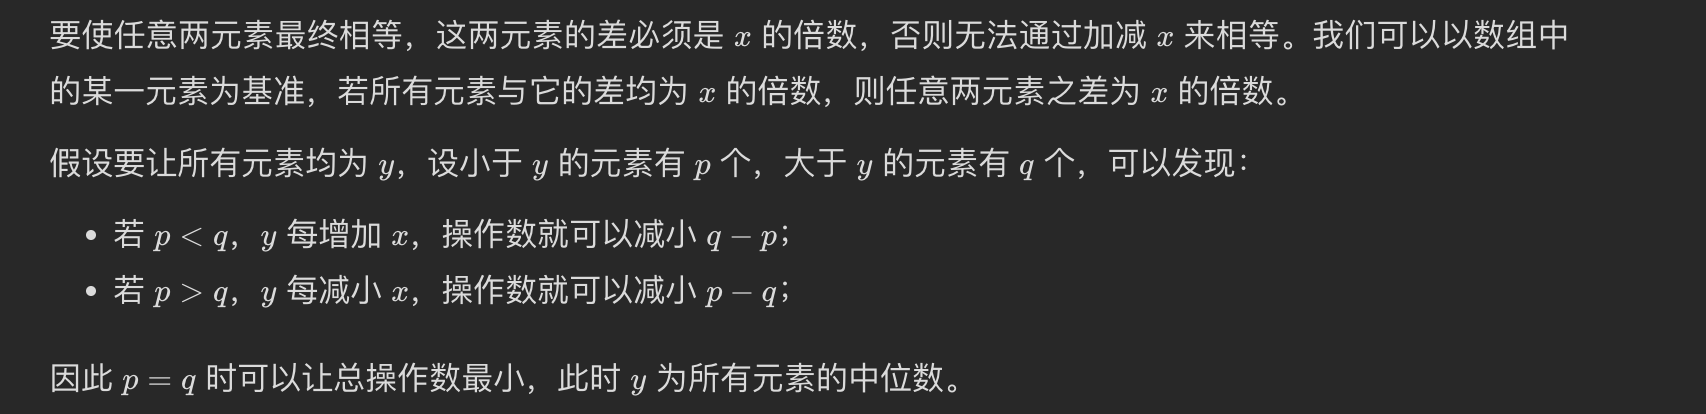 要使任意两元素最终相等，这两元素的差必须是 x 的倍数，否则无法通过加减 x 来相等。我们可以以数组中
的某一元素为基准，若所有元素与它的差均为 x 的倍数，则任意两元素之差为 x 的倍数。
假设要让所有元素均为 y，设小于 y 的元素有 p 个，大于 y 的元素有 q 个，可以发现：
• 若 p < q，y 每增加 x，操作数就可以减小 q − p；
• 若 p > q，y 每减小 x，操作数就可以减小 p − q；
因此 p = q 时可以让总操作数最小，此时 y 为所有元素的中位数。